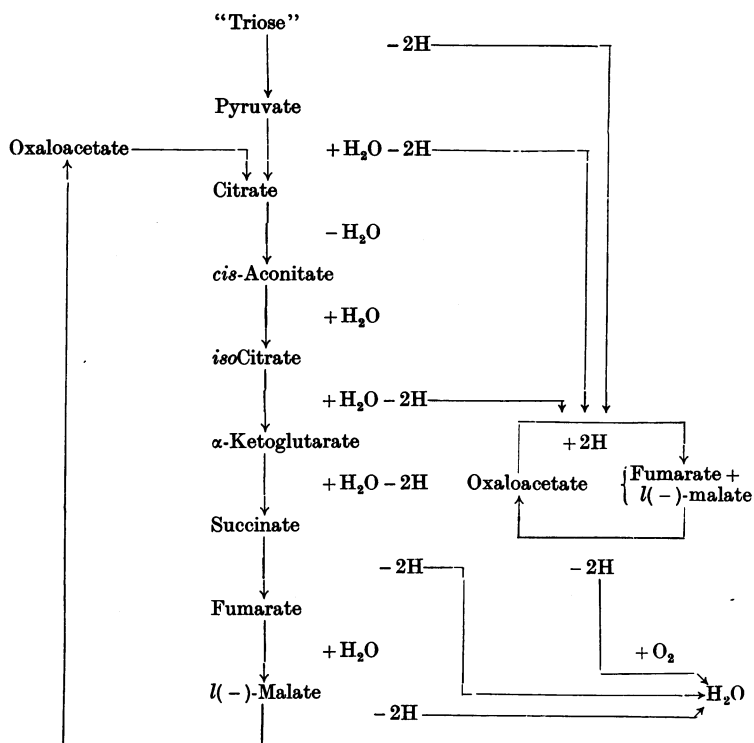 “Triose”
− 2H
Pyruvate
Oxaloacetate
+ H₂O − 2H
Citrate
− H₂O
cis-Aconitate
+ H₂O
isoCitrate
+ H₂O − 2H
α-Ketoglutarate
+ 2H
+ H₂O − 2H
Oxaloacetate
{ Fumarate +
l(−)-malate
Succinate
− 2H
− 2H
Fumarate
+ H₂O
+ O₂
l(−)-Malate
H₂O
− 2H